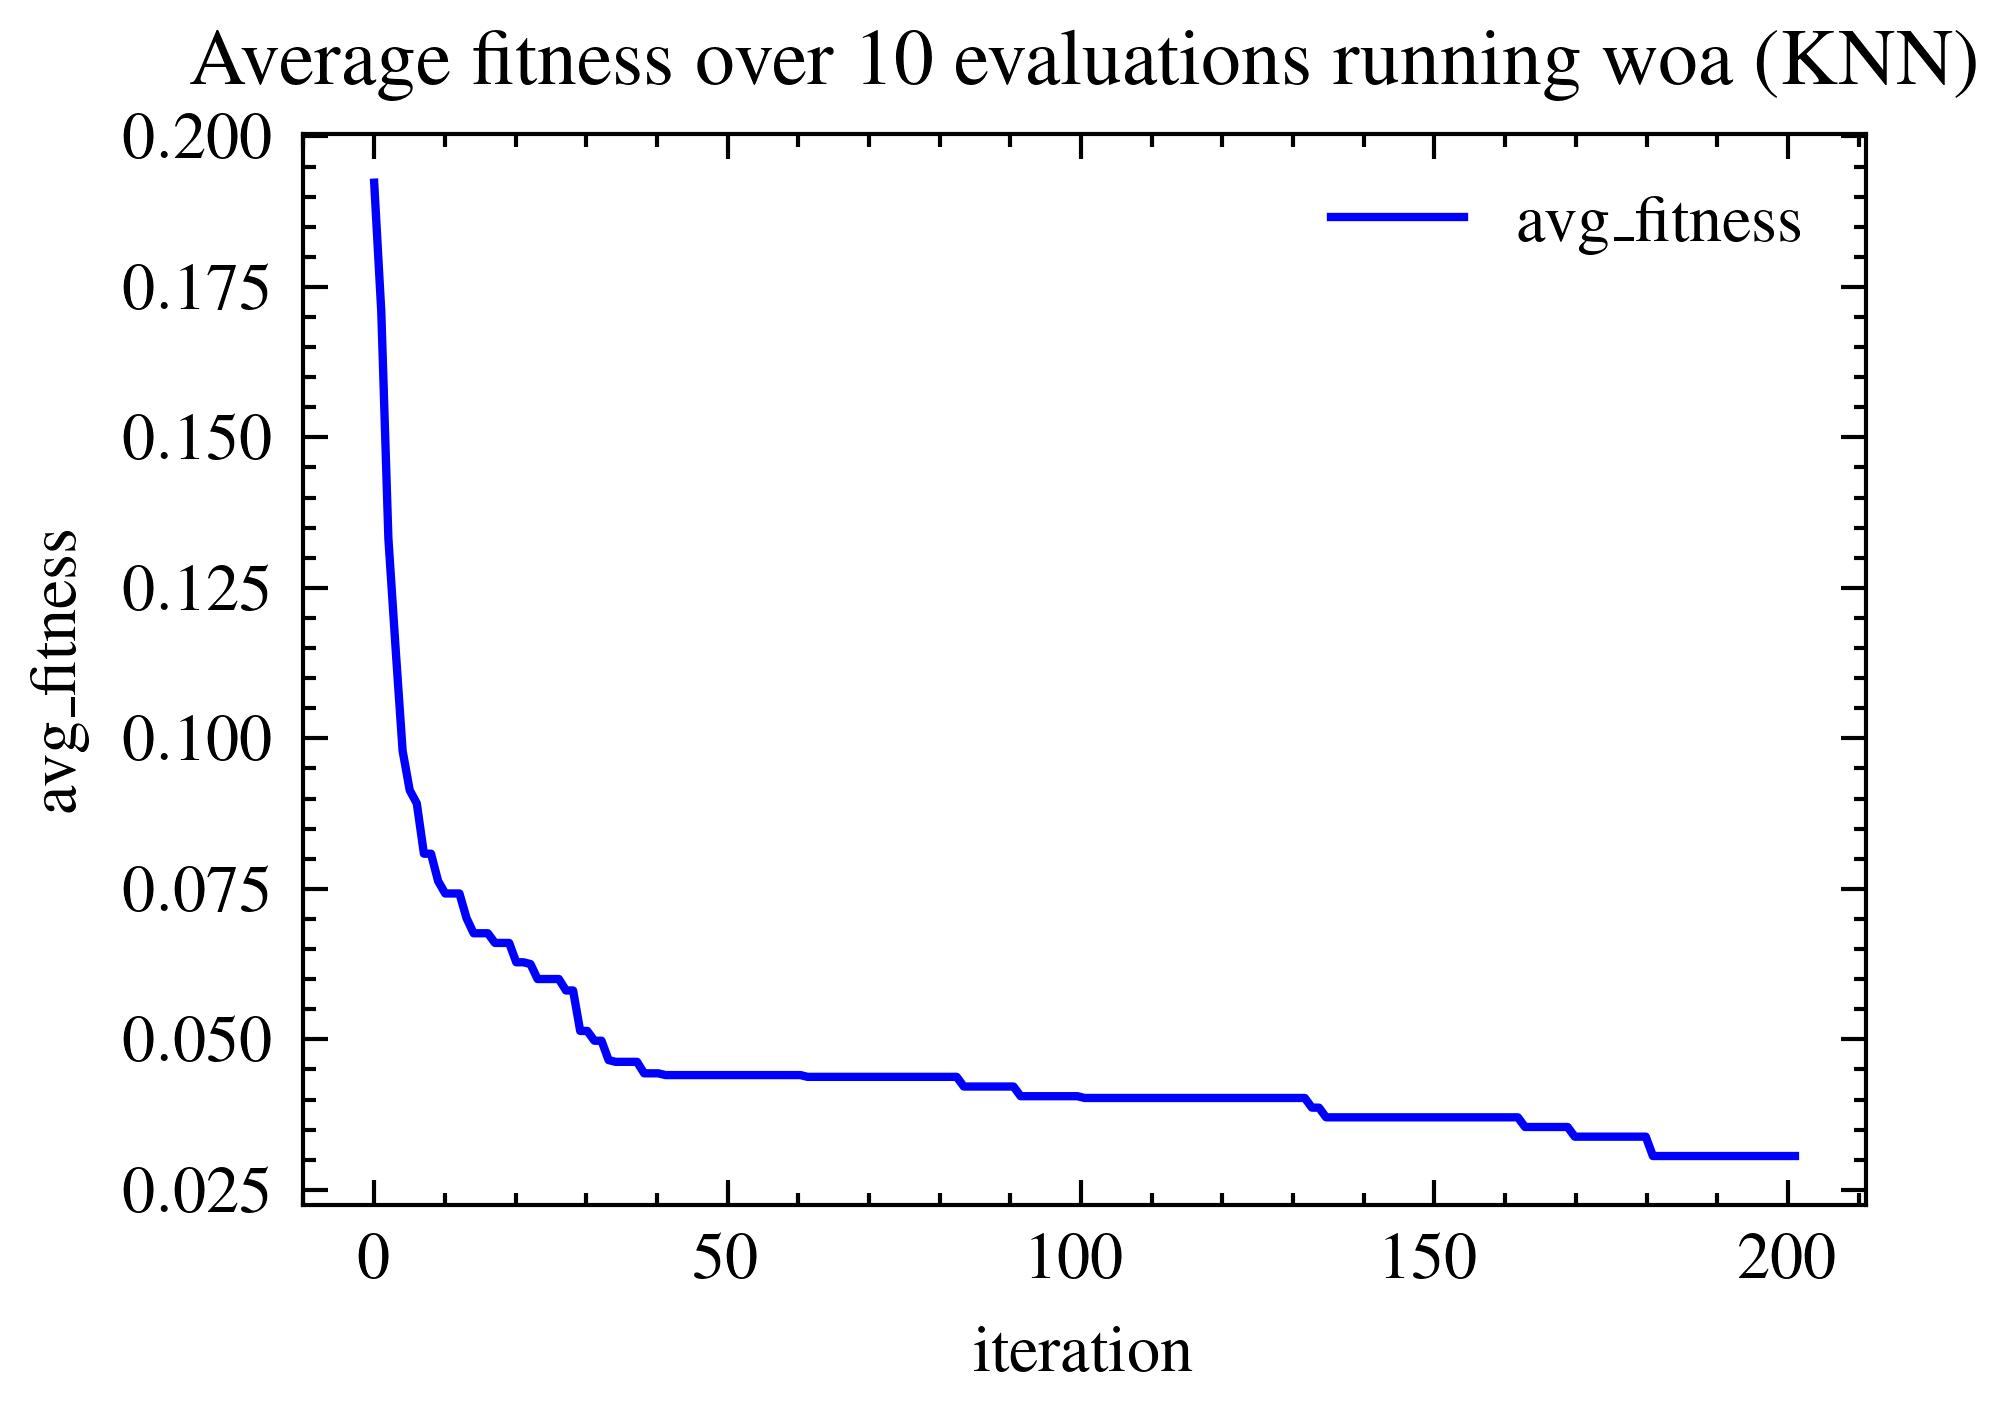 Average fitness over 10 evaluations running woa (KNN)
0.200
0.175
0.150
0.125
0.100
0.075
0.050
0.025
avg_fitness
avg_fitness
0 50 100 150 200
iteration